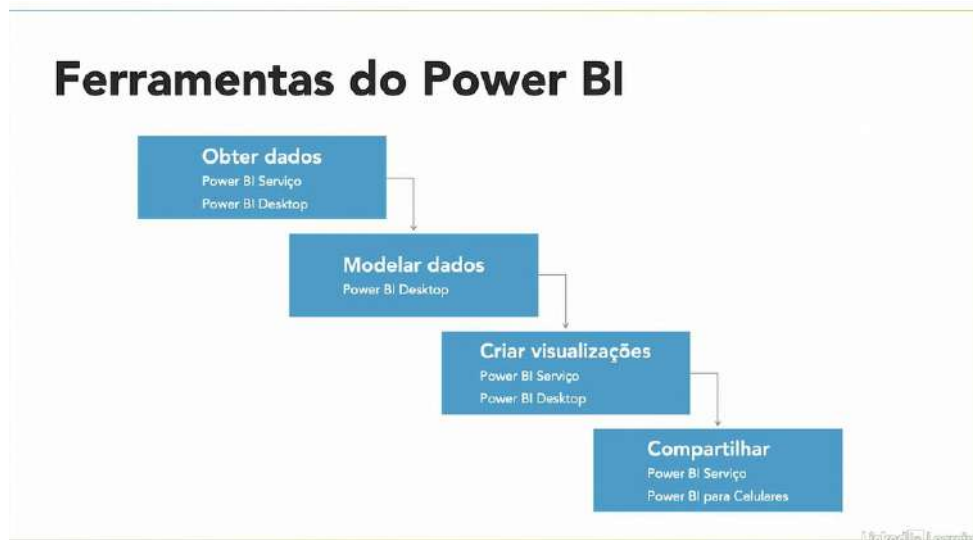 Ferramentas do Power BI
Obter dados
Power BI Serviço
Power BI Desktop
Modelar dados
Power BI Desktop
Criar visualizações
Power BI Serviço
Power BI Desktop
Compartilhar
Power BI Serviço
Power BI para Celulares